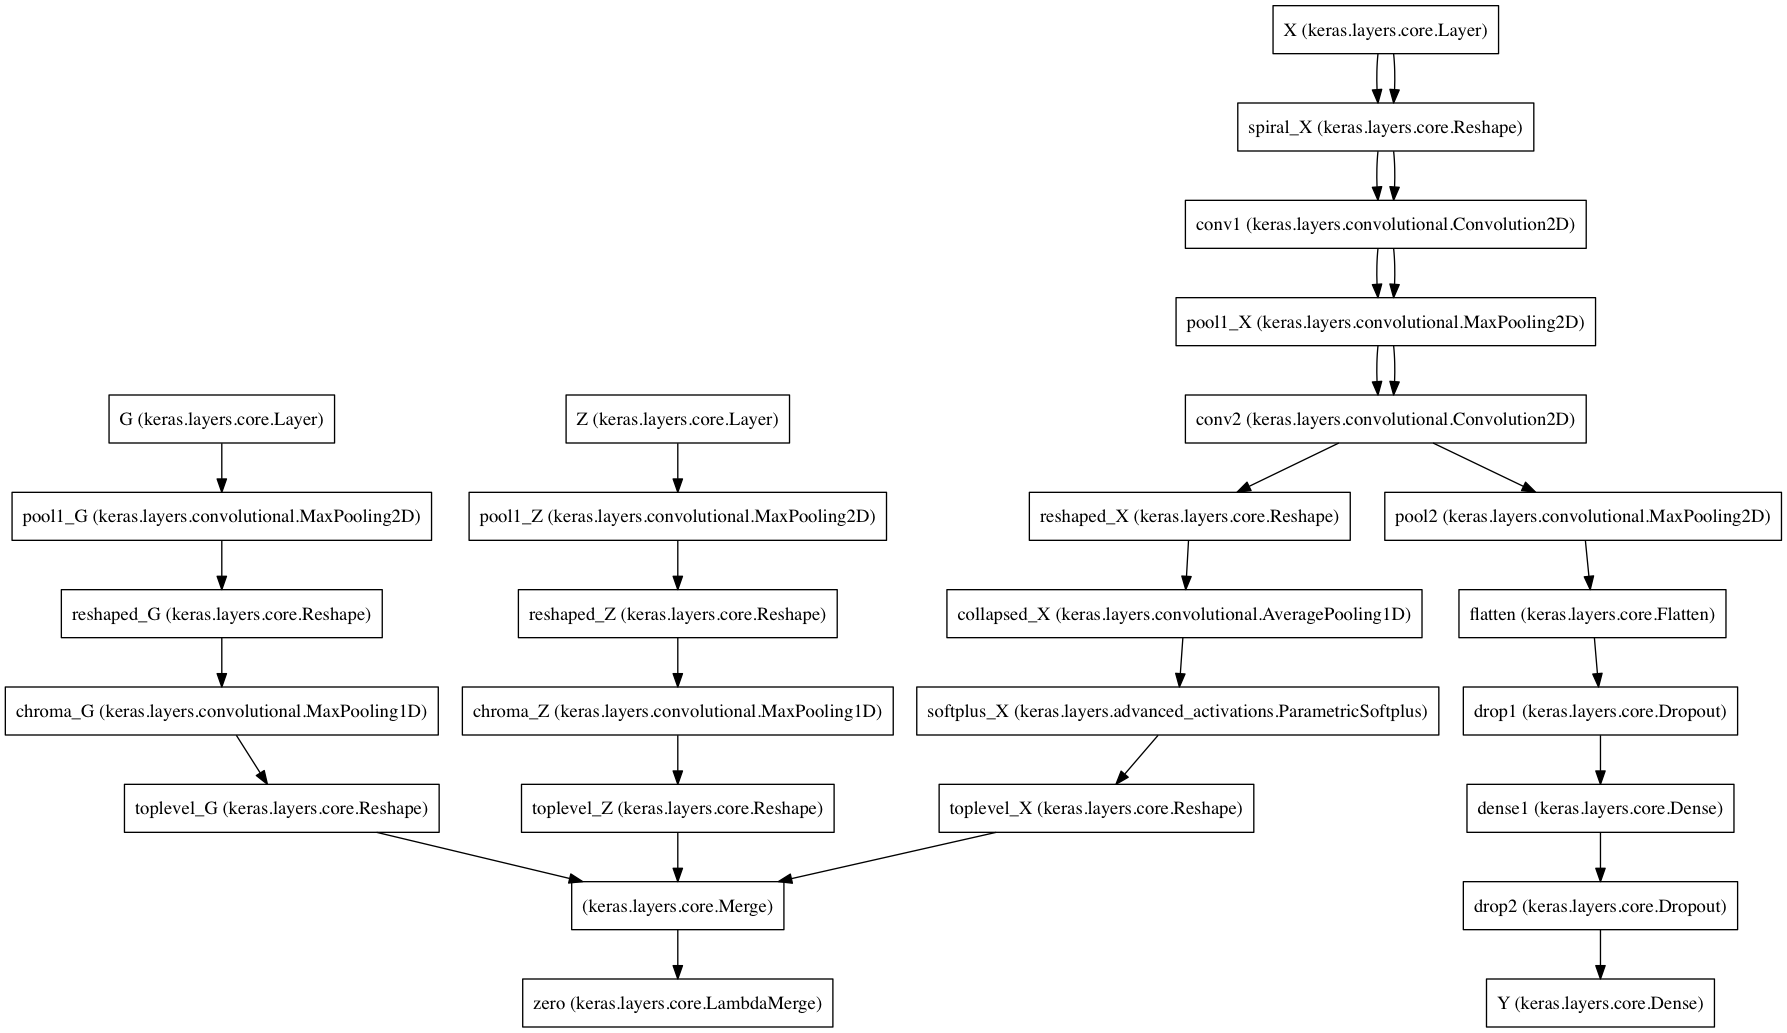 X (keras.layers.core.Layer)
spiral_X (keras.layers.core.Reshape)
conv1 (keras.layers.convolutional.Convolution2D)
pool1_X (keras.layers.convolutional.MaxPooling2D)
G (keras.layers.core.Layer)
Z (keras.layers.core.Layer)
conv2 (keras.layers.convolutional.Convolution2D)
pool1_G (keras.layers.convolutional.MaxPooling2D)
pool1_Z (keras.layers.convolutional.MaxPooling2D)
reshaped_X (keras.layers.core.Reshape)
pool2 (keras.layers.convolutional.MaxPooling2D)
reshaped_G (keras.layers.core.Reshape)
reshaped_Z (keras.layers.core.Reshape)
collapsed_X (keras.layers.convolutional.AveragePooling1D)
flatten (keras.layers.core.Flatten)
chroma_G (keras.layers.convolutional.MaxPooling1D)
chroma_Z (keras.layers.convolutional.MaxPooling1D)
softplus_X (keras.layers.advanced_activations.ParametricSoftplus)
drop1 (keras.layers.core.Dropout)
toplevel_G (keras.layers.core.Reshape)
toplevel_Z (keras.layers.core.Reshape)
toplevel_X (keras.layers.core.Reshape)
dense1 (keras.layers.core.Dense)
(keras.layers.core.Merge)
drop2 (keras.layers.core.Dropout)
zero (keras.layers.core.LambdaMerge)
Y (keras.layers.core.Dense)